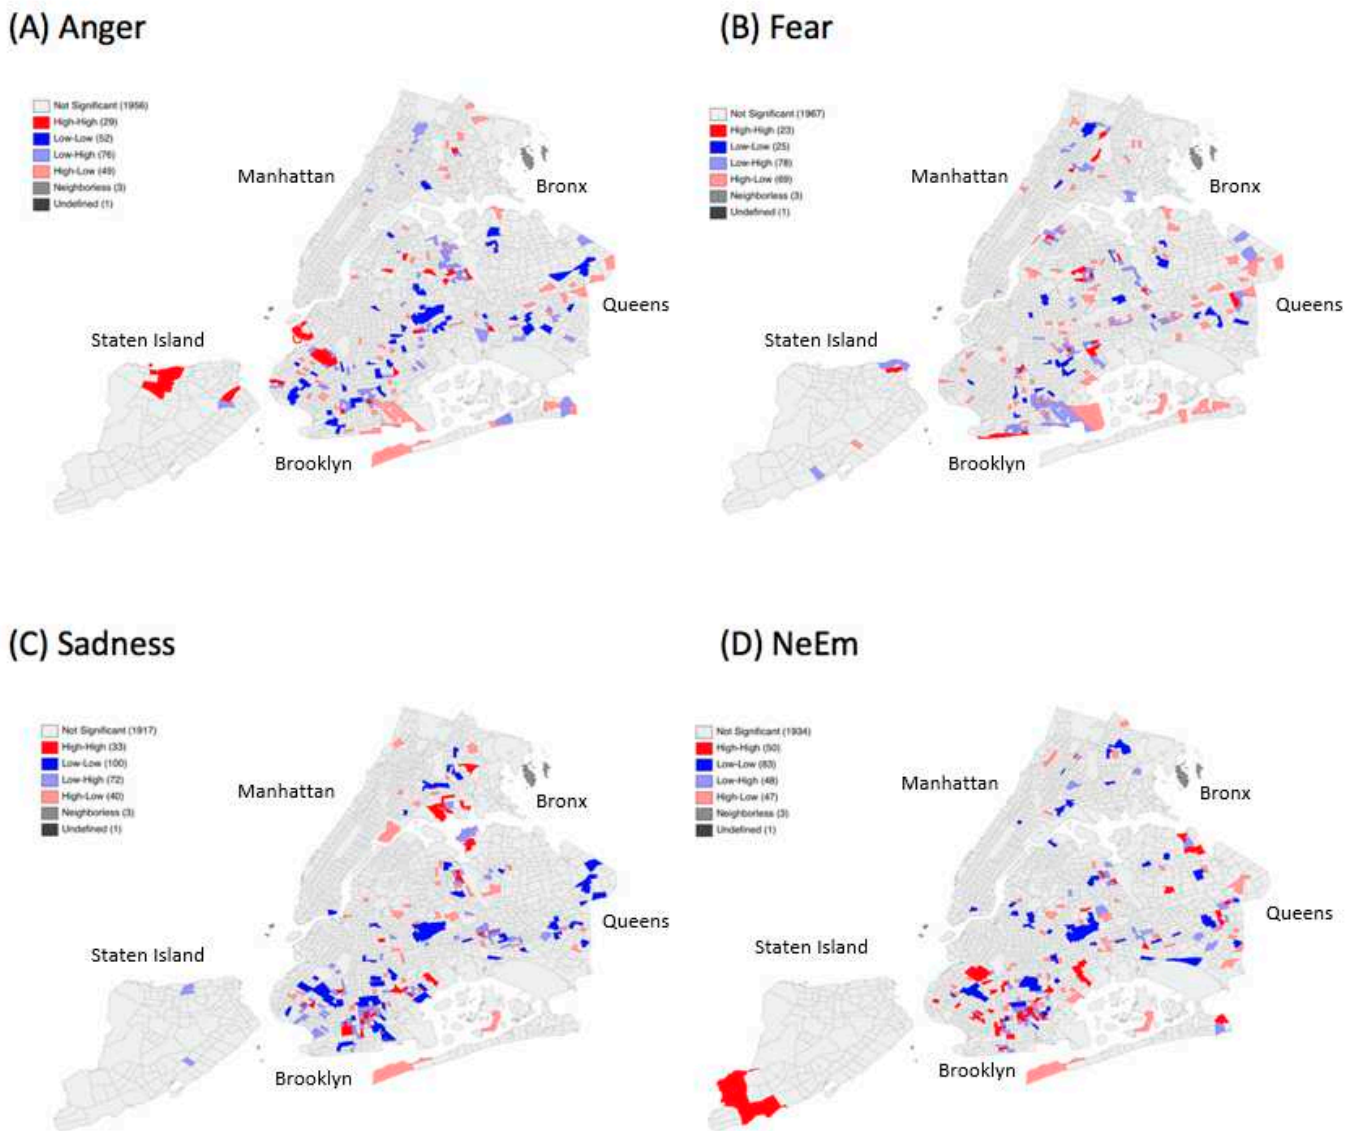 (A) Anger
Not Significant (1956)
High-High (29)
Low-Low (52)
Low-High (76)
High-Low (49)
Neighborless (3)
Undefined (1)
Manhattan
Bronx
Queens
Staten Island
Brooklyn
(B) Fear
Not Significant (1967)
High-High (23)
Low-Low (25)
Low-High (78)
High-Low (69)
Neighborless (3)
Undefined (1)
Manhattan
Bronx
Queens
Staten Island
Brooklyn
(C) Sadness
Not Significant (1917)
High-High (33)
Low-Low (100)
Low-High (72)
High-Low (40)
Neighborless (3)
Undefined (1)
Manhattan
Bronx
Queens
Staten Island
Brooklyn
(D) NeEm
Not Significant (1934)
High-High (50)
Low-Low (83)
Low-High (48)
High-Low (47)
Neighborless (3)
Undefined (1)
Manhattan
Bronx
Queens
Staten Island
Brooklyn